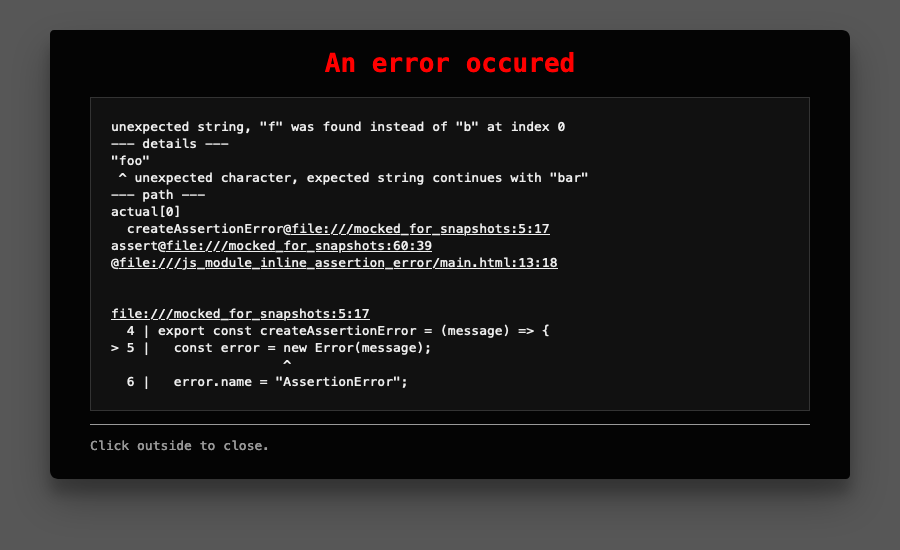 An error occured
unexpected string, "f" was found instead of "b" at index 0
--- details ---
"foo"
 ^ unexpected character, expected string continues with "bar"
--- path ---
actual[0]
  createAssertionError@file:///mocked_for_snapshots:5:17
assert@file:///mocked_for_snapshots:60:39
@file:///js_module_inline_assertion_error/main.html:13:18
file:///mocked_for_snapshots:5:17
  4 | export const createAssertionError = (message) => {
> 5 |   const error = new Error(message);
                      ^
  6 |   error.name = "AssertionError";
Click outside to close.